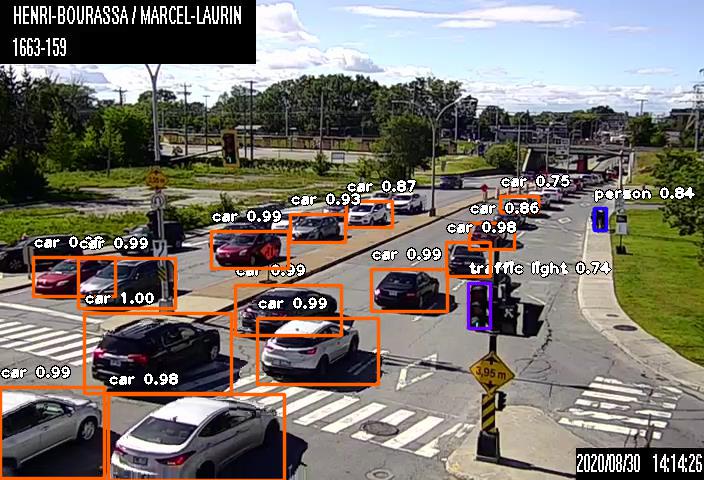 HENRI-BOURASSA / MARCEL-LAURIN
1663-159
car 0.87
car 0.75
person 0.84
car 0.93
car 0.86
car 0.99
car 0.98
car
0.99
car 0.99
0.99
traffic light 0.74
car 1.00
car 0.99
3,95 m
car 0.99
car 0.98
2020/08/30 14:14:26